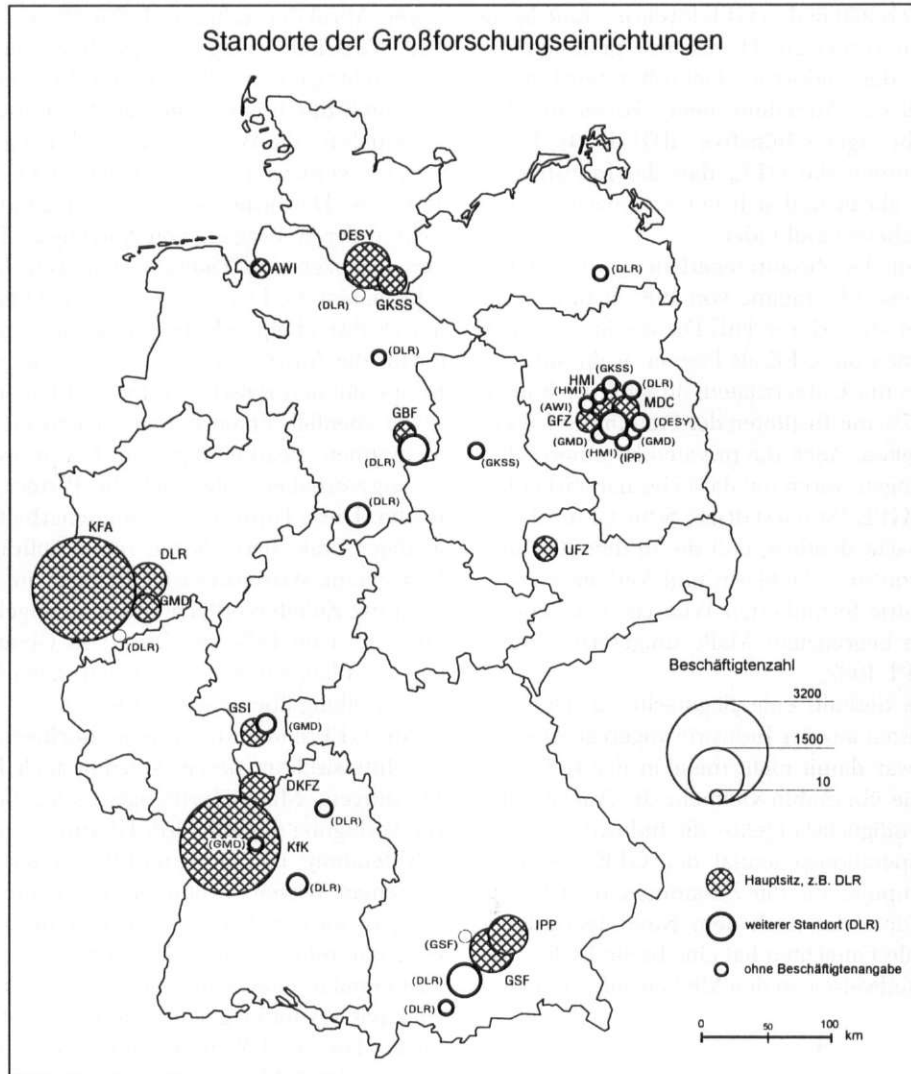 Standorte der Großforschungseinrichtungen
DESY
AWI
(DLR)
GKSS
(DLR)
(DLR)
(GKSS)
HMI
(DLR)
(HMI)
MDC
(AWI)
GFZ
(DESY)
(GMD)
(GMD)
(HMI)
(IPP)
GBF
(DLR)
(GKSS)
(DLR)
UFZ
KFA
DLR
GMD
(DLR)
GSI
(GMD)
DKFZ
(DLR)
(GMD)
KfK
(DLR)
IPP
(GSF)
GSF
(DLR)
(DLR)
Beschäftigtenzahl
3200
1500
10
Hauptsitz, z.B. DLR
weiterer Standort (DLR)
ohne Beschäftigtenangabe
0 50 100
km